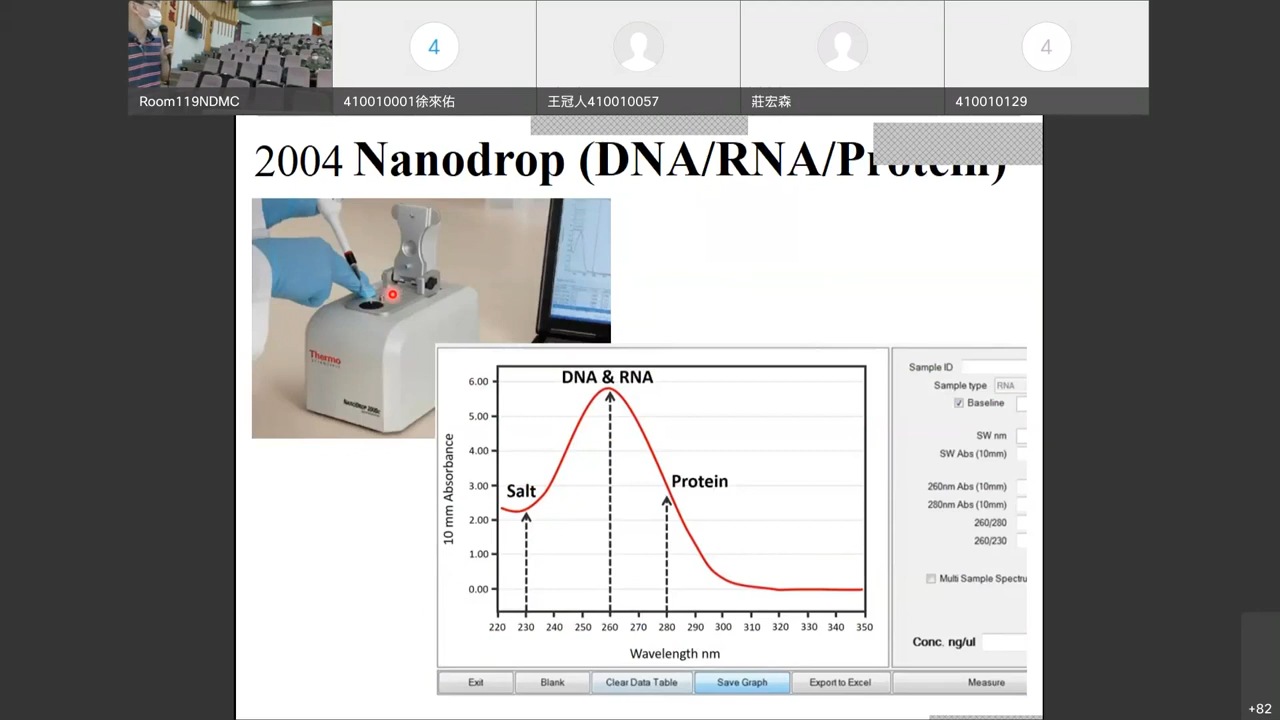 4
4
Room119NDMC
410010001徐來佑
王冠人410010057
莊宏森
410010129
2004 Nanodrop (DNA/RNA/Protein)
Thermo
SCIENTIFIC
NANODROP 2000c
6.00
5.00
4.00
3.00
2.00
1.00
0.00
10 mm Absorbance
DNA & RNA
Salt
Protein
220 230 240 250 260 270 280 290 300 310 320 330 340 350
Wavelength nm
Sample ID
Sample type RNA
Baseline
SW nm
SW Abs (10mm)
260nm Abs (10mm)
280nm Abs (10mm)
260/280
260/230
Multi Sample Spectru
Conc. ng/ul
Exit Blank Clear Data Table Save Graph Export to Excel Measure
+82